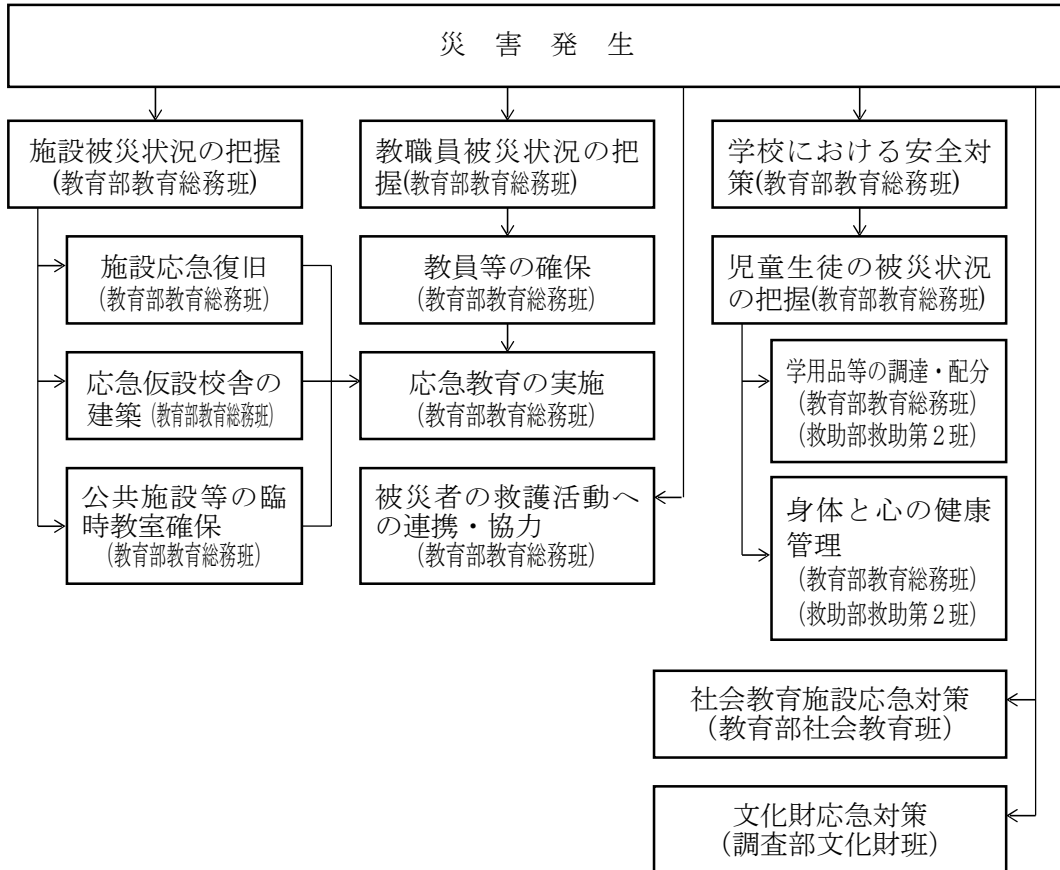 災　害　発　生
施設被災状況の把握
(教育部教育総務班)
教職員被災状況の把
握(教育部教育総務班)
学校における安全対
策(教育部教育総務班)
施設応急復旧
(教育部教育総務班)
教員等の確保
(教育部教育総務班)
児童生徒の被災状況
の把握(教育部教育総務班)
応急仮設校舎の
建築(教育部教育総務班)
応急教育の実施
(教育部教育総務班)
学用品等の調達・配分
(教育部教育総務班)
(救助部救助第２班)
公共施設等の臨
時教室確保
(教育部教育総務班)
被災者の救護活動へ
の連携・協力
(教育部教育総務班)
身体と心の健康
管理
(教育部教育総務班)
(救助部救助第２班)
社会教育施設応急対策
（教育部社会教育班）
文化財応急対策
（調査部文化財班）